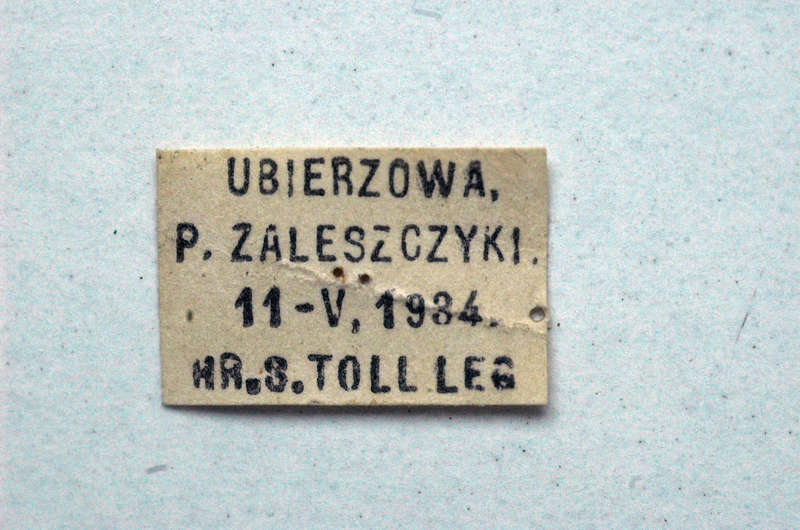 UBIERZOWA,
P. ZALESZCZYKI.
11-V, 1934.
HR.S.TOLL LEG